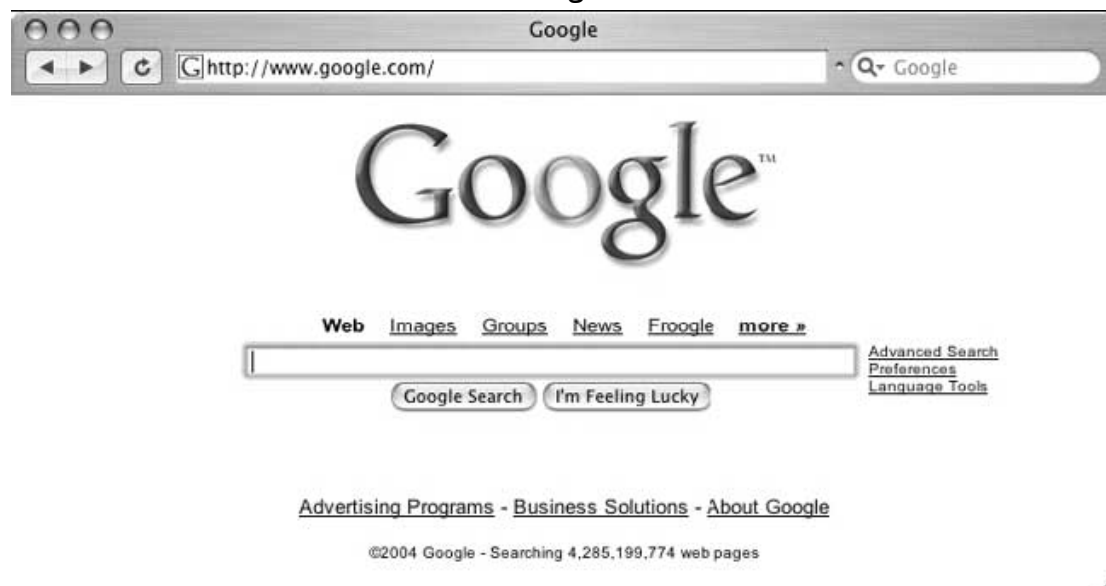 Google
G http://www.google.com/ Google
Google™
Web Images Groups News Froogle more »
Advanced Search
Preferences
Language Tools
Google Search I'm Feeling Lucky
Advertising Programs - Business Solutions - About Google
©2004 Google - Searching 4,285,199,774 web pages